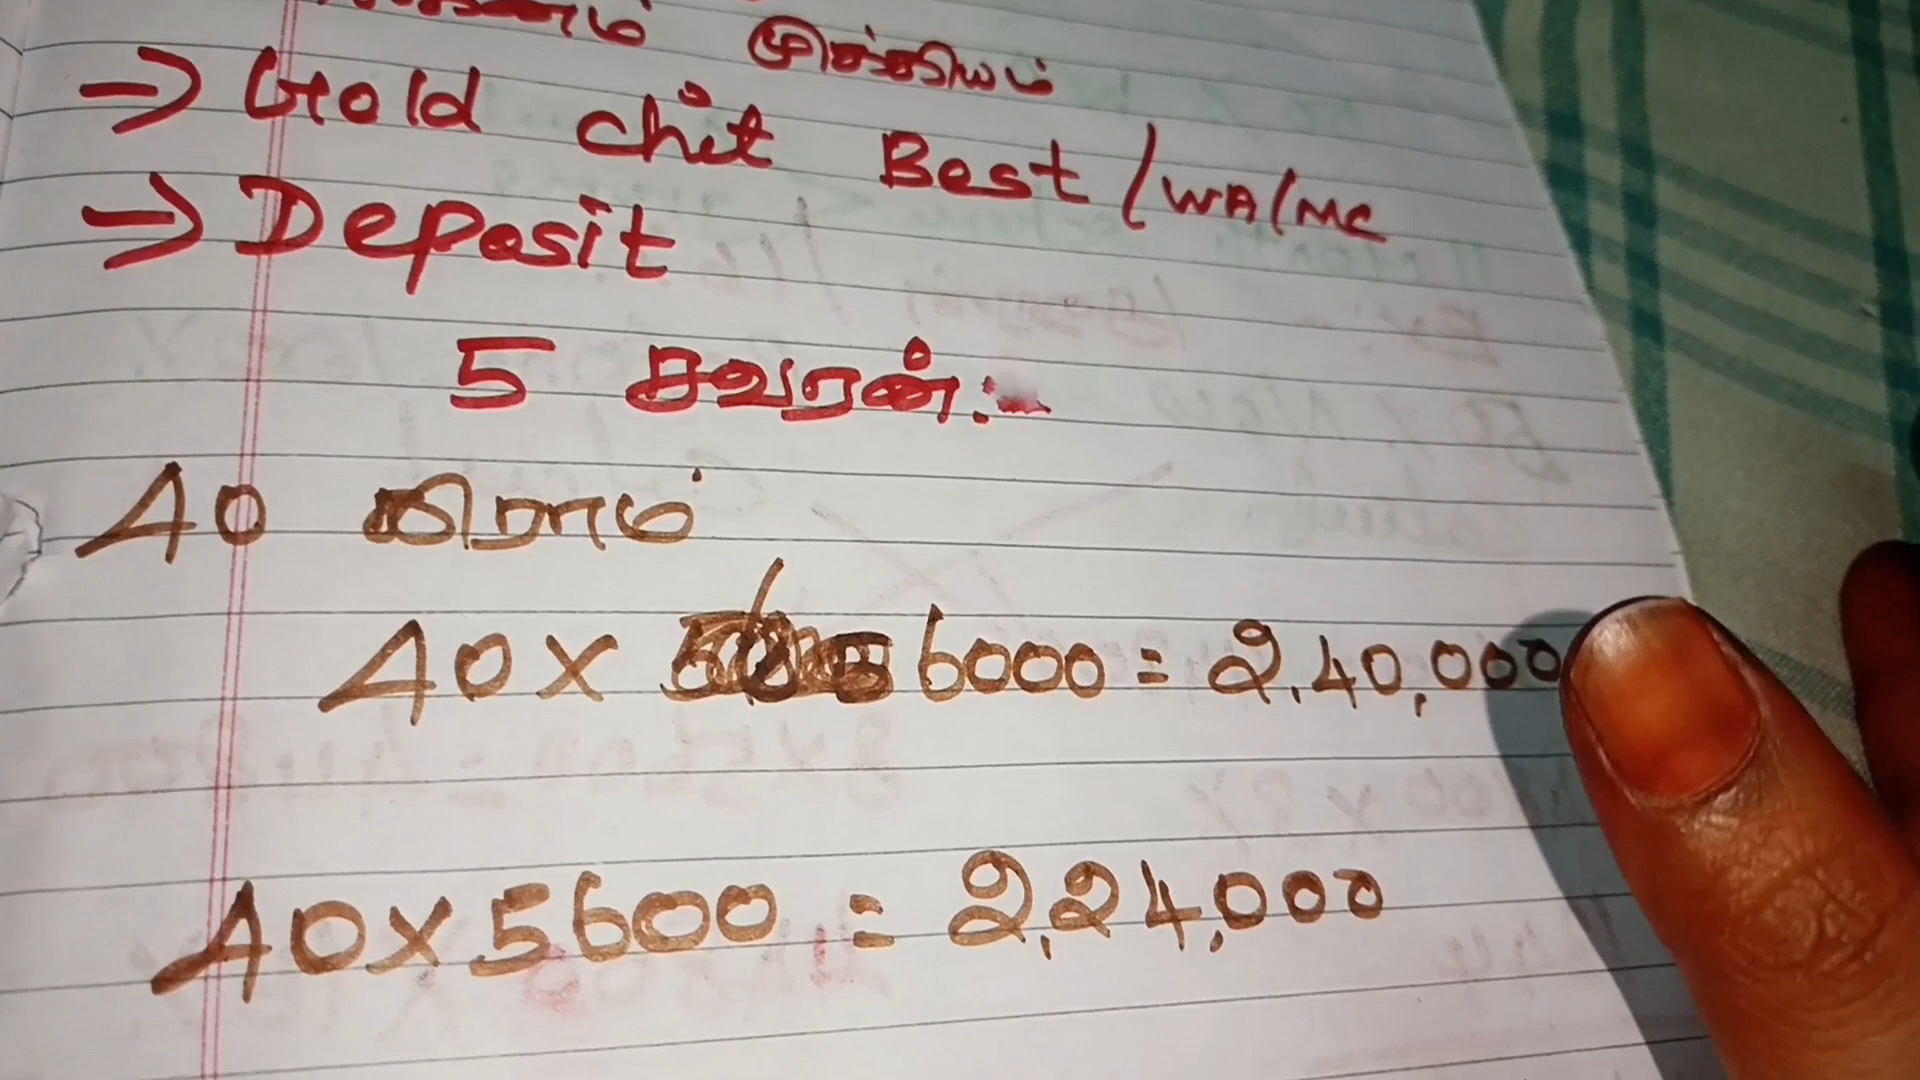 முக்கியம்
→ Gold chit Best / WA / MC
→ Deposit
5 சவரன் :-
40 கிராம்
40 x 6000 = 2,40,000
40 x 5600 = 2,24,000